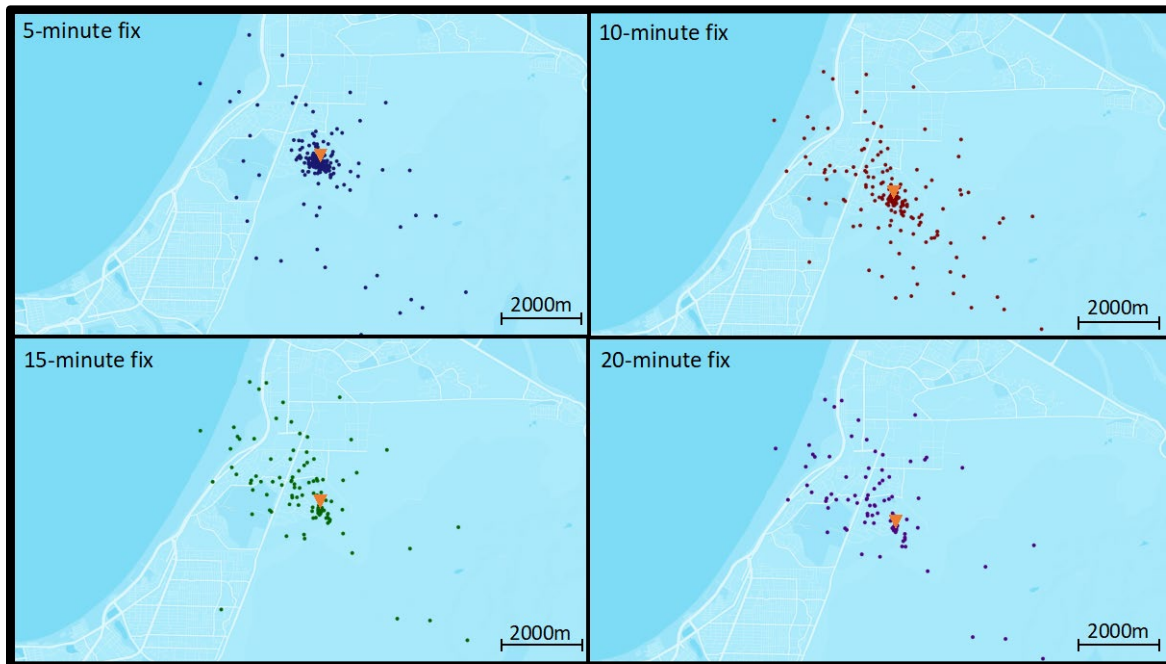 5-minute fix
10-minute fix
2000m
2000m
15-minute fix
20-minute fix
2000m
2000m